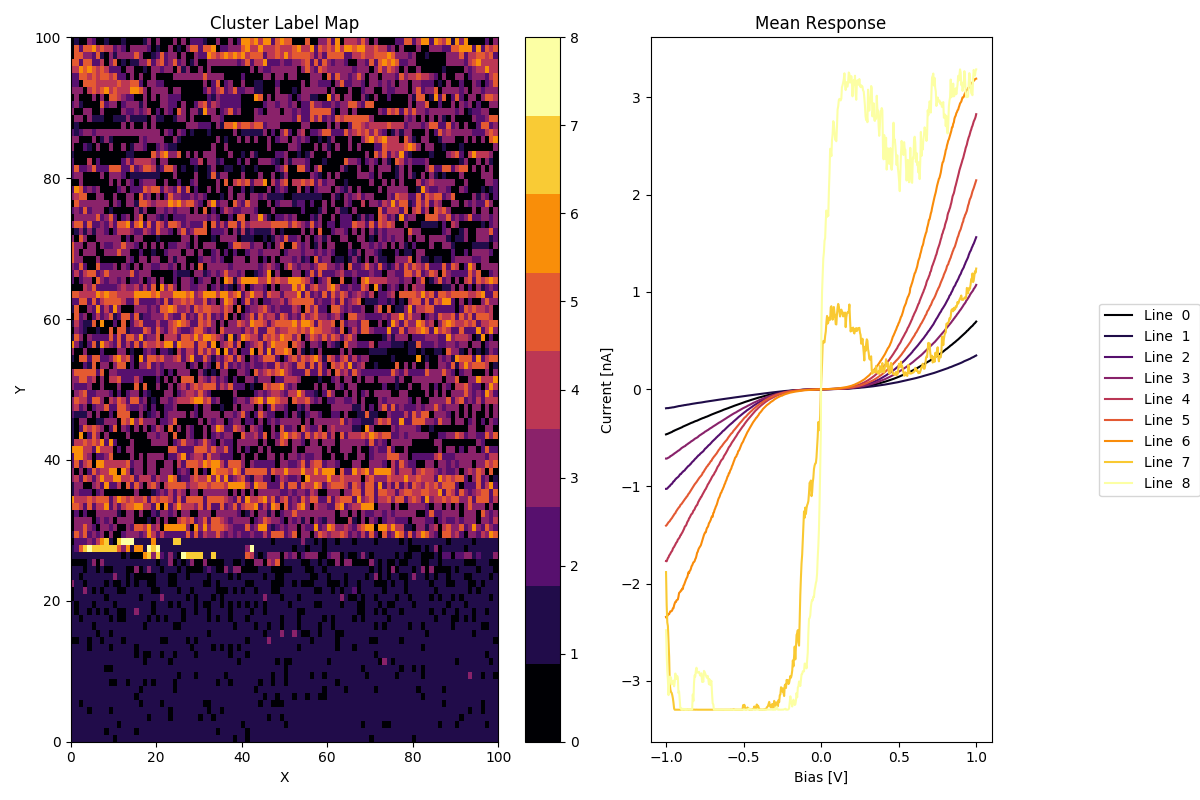 Cluster Label Map
Mean Response
100
80
60
40
20
0
Y
0
20
40
60
80
100
X
8
7
6
5
4
3
2
1
0
3
2
1
0
−1
−2
−3
Current [nA]
−1.0
−0.5
0.0
0.5
1.0
Bias [V]
Line 0
Line 1
Line 2
Line 3
Line 4
Line 5
Line 6
Line 7
Line 8